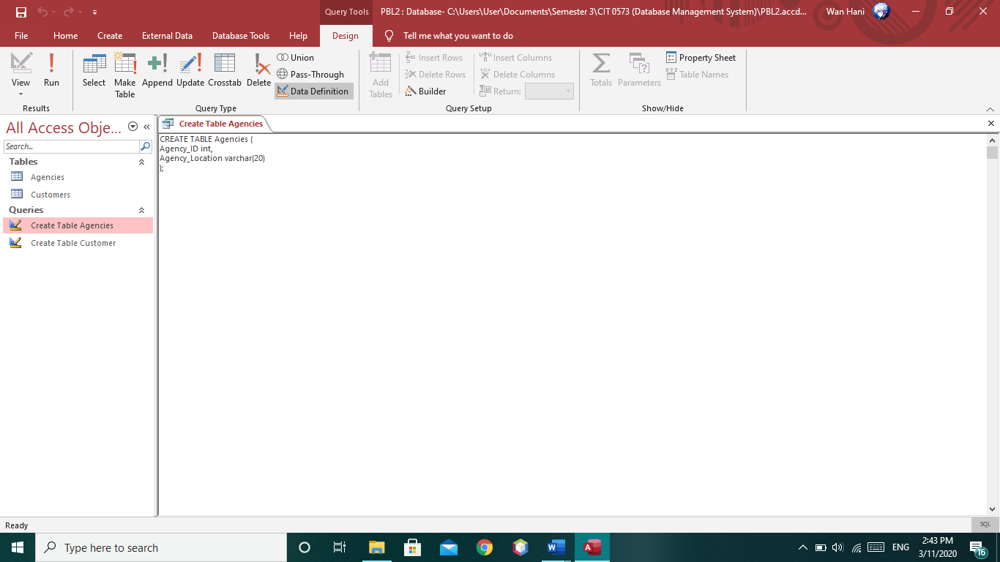 Query Tools
PBL2 : Database- C:\Users\User\Documents\Semester 3\CIT 0573 (Database Management System)\PBL2.accd...
Wan Hani
File Home Create External Data Database Tools Help Design Tell me what you want to do
View
Run
Results
Select
Make Table
Append
Update
Crosstab
Delete
Union
Pass-Through
Data Definition
Query Type
Add Tables
Insert Rows
Delete Rows
Builder
Insert Columns
Delete Columns
Return:
Query Setup
Totals
Parameters
Property Sheet
XYZ
Table Names
Show/Hide
All Access Obje...
Search...
Tables
Agencies
Customers
Queries
Create Table Agencies
Create Table Customer
Create Table Agencies
CREATE TABLE Agencies (
Agency_ID int,
Agency_Location varchar(20)
);
Ready
SQL
Type here to search
W
A
ENG
2:43 PM
3/11/2020
16